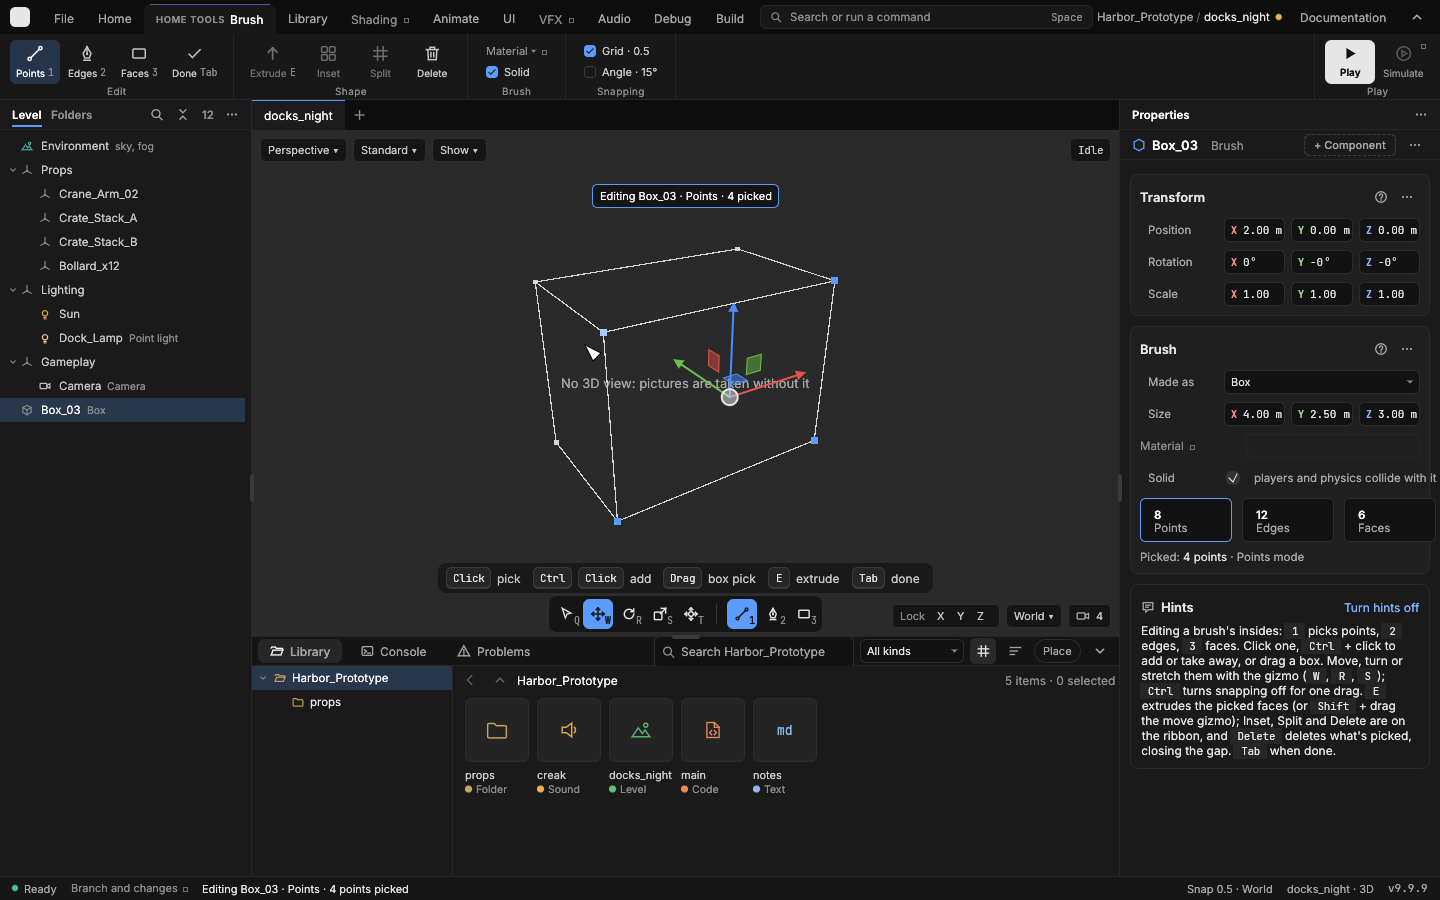 File Home HOME TOOLS Brush Library Shading Animate UI VFX Audio Debug Build Search or run a command Space Harbor_Prototype / docks_night Documentation
Points 1 Edges 2 Faces 3 Done Tab
Edit
Extrude E Inset Split Delete
Shape
Material
Solid
Brush
Grid · 0.5
Angle · 15°
Snapping
Play Simulate
Play
Level Folders 12
Environment sky, fog
Props
Crane_Arm_02
Crate_Stack_A
Crate_Stack_B
Bollard_x12
Lighting
Sun
Dock_Lamp Point light
Gameplay
Camera Camera
Box_03 Box
docks_night
Perspective Standard Show Idle
Editing Box_03 · Points · 4 picked
No 3D view: pictures are taken without it
Click pick Ctrl Click add Drag box pick E extrude Tab done
Q W R S T 1 2 3
Lock X Y Z World 4
Library Console Problems Search Harbor_Prototype All kinds Place
Harbor_Prototype
props
Harbor_Prototype 5 items · 0 selected
md
props creak docks_night main notes
Folder Sound Level Code Text
Properties
Box_03 Brush + Component
Transform
Position X 2.00 m Y 0.00 m Z 0.00 m
Rotation X 0° Y -0° Z -0°
Scale X 1.00 Y 1.00 Z 1.00
Brush
Made as Box
Size X 4.00 m Y 2.50 m Z 3.00 m
Material
Solid players and physics collide with it
8 Points
12 Edges
6 Faces
Picked: 4 points · Points mode
Hints Turn hints off
Editing a brush's insides: 1 picks points, 2
edges, 3 faces. Click one, Ctrl + click to
add or take away, or drag a box. Move, turn or
stretch them with the gizmo ( W , R , S );
Ctrl turns snapping off for one drag. E
extrudes the picked faces (or Shift + drag
the move gizmo); Inset, Split and Delete are on
the ribbon, and Delete deletes what's picked,
closing the gap. Tab when done.
Ready Branch and changes Editing Box_03 · Points · 4 points picked Snap 0.5 · World docks_night · 3D v9.9.9